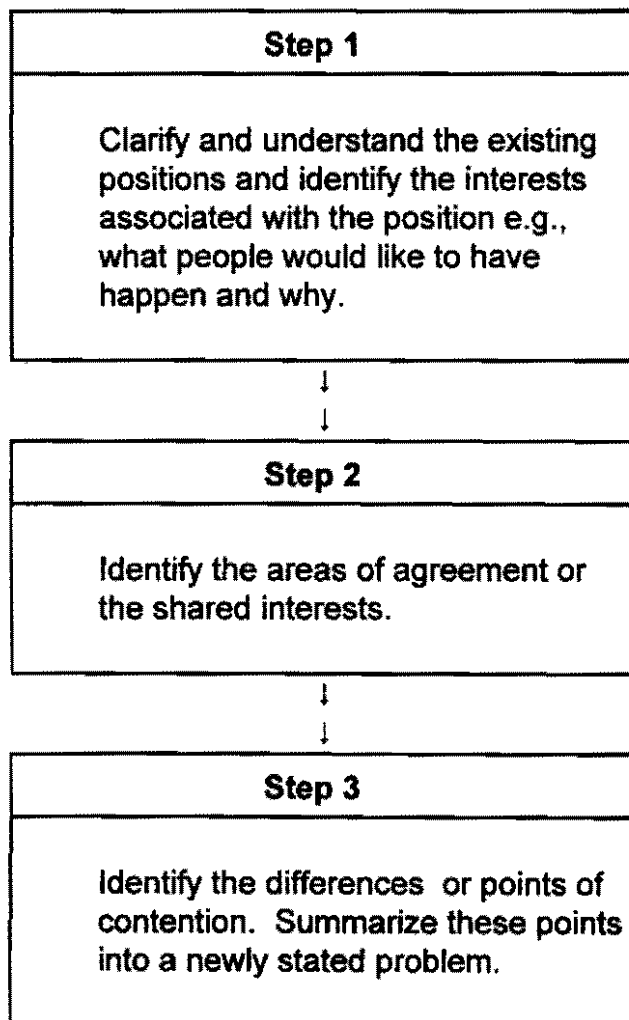 Step 1
Clarify and understand the existing
positions and identify the interests
associated with the position e.g.,
what people would like to have
happen and why.
↓
↓
Step 2
Identify the areas of agreement or
the shared interests.
↓
↓
Step 3
Identify the differences  or points of
contention.  Summarize these points
into a newly stated problem.